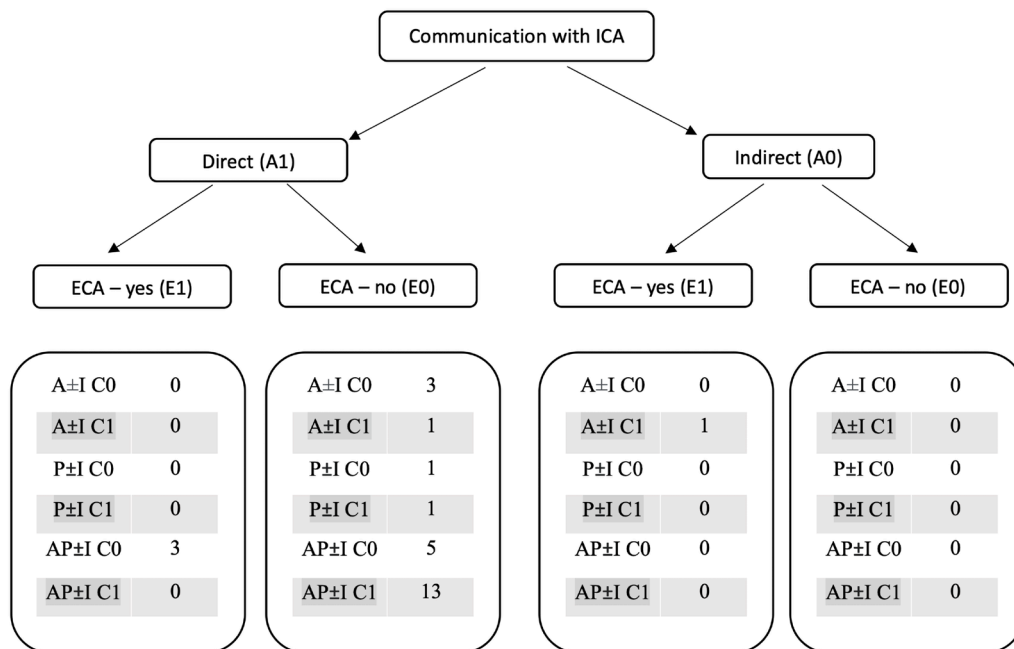 Communication with ICA
Direct (A1)
Indirect (A0)
ECA – yes (E1)
ECA – no (E0)
ECA – yes (E1)
ECA – no (E0)
A±I C0 0
A±I C1 0
P±I C0 0
P±I C1 0
AP±I C0 3
AP±I C1 0
A±I C0 3
A±I C1 1
P±I C0 1
P±I C1 1
AP±I C0 5
AP±I C1 13
A±I C0 0
A±I C1 1
P±I C0 0
P±I C1 0
AP±I C0 0
AP±I C1 0
A±I C0 0
A±I C1 0
P±I C0 0
P±I C1 0
AP±I C0 0
AP±I C1 0